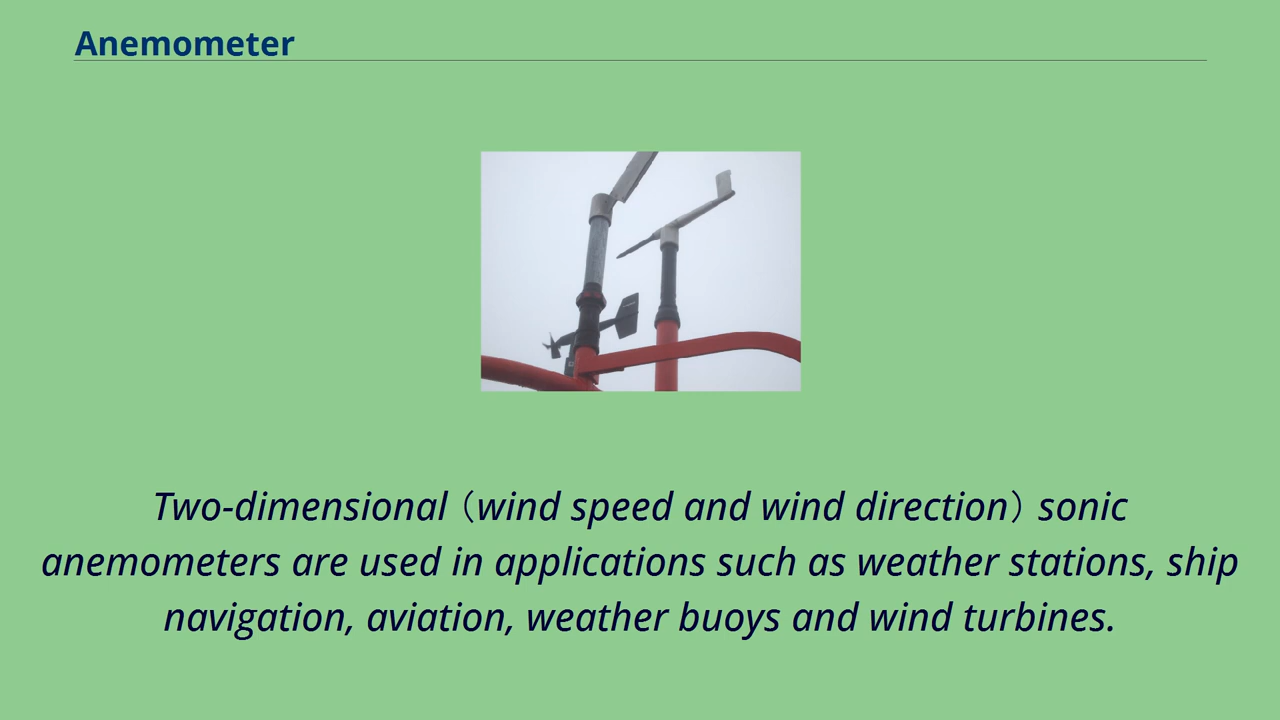 Anemometer
Two-dimensional（wind speed and wind direction）sonic
anemometers are used in applications such as weather stations, ship
navigation, aviation, weather buoys and wind turbines.